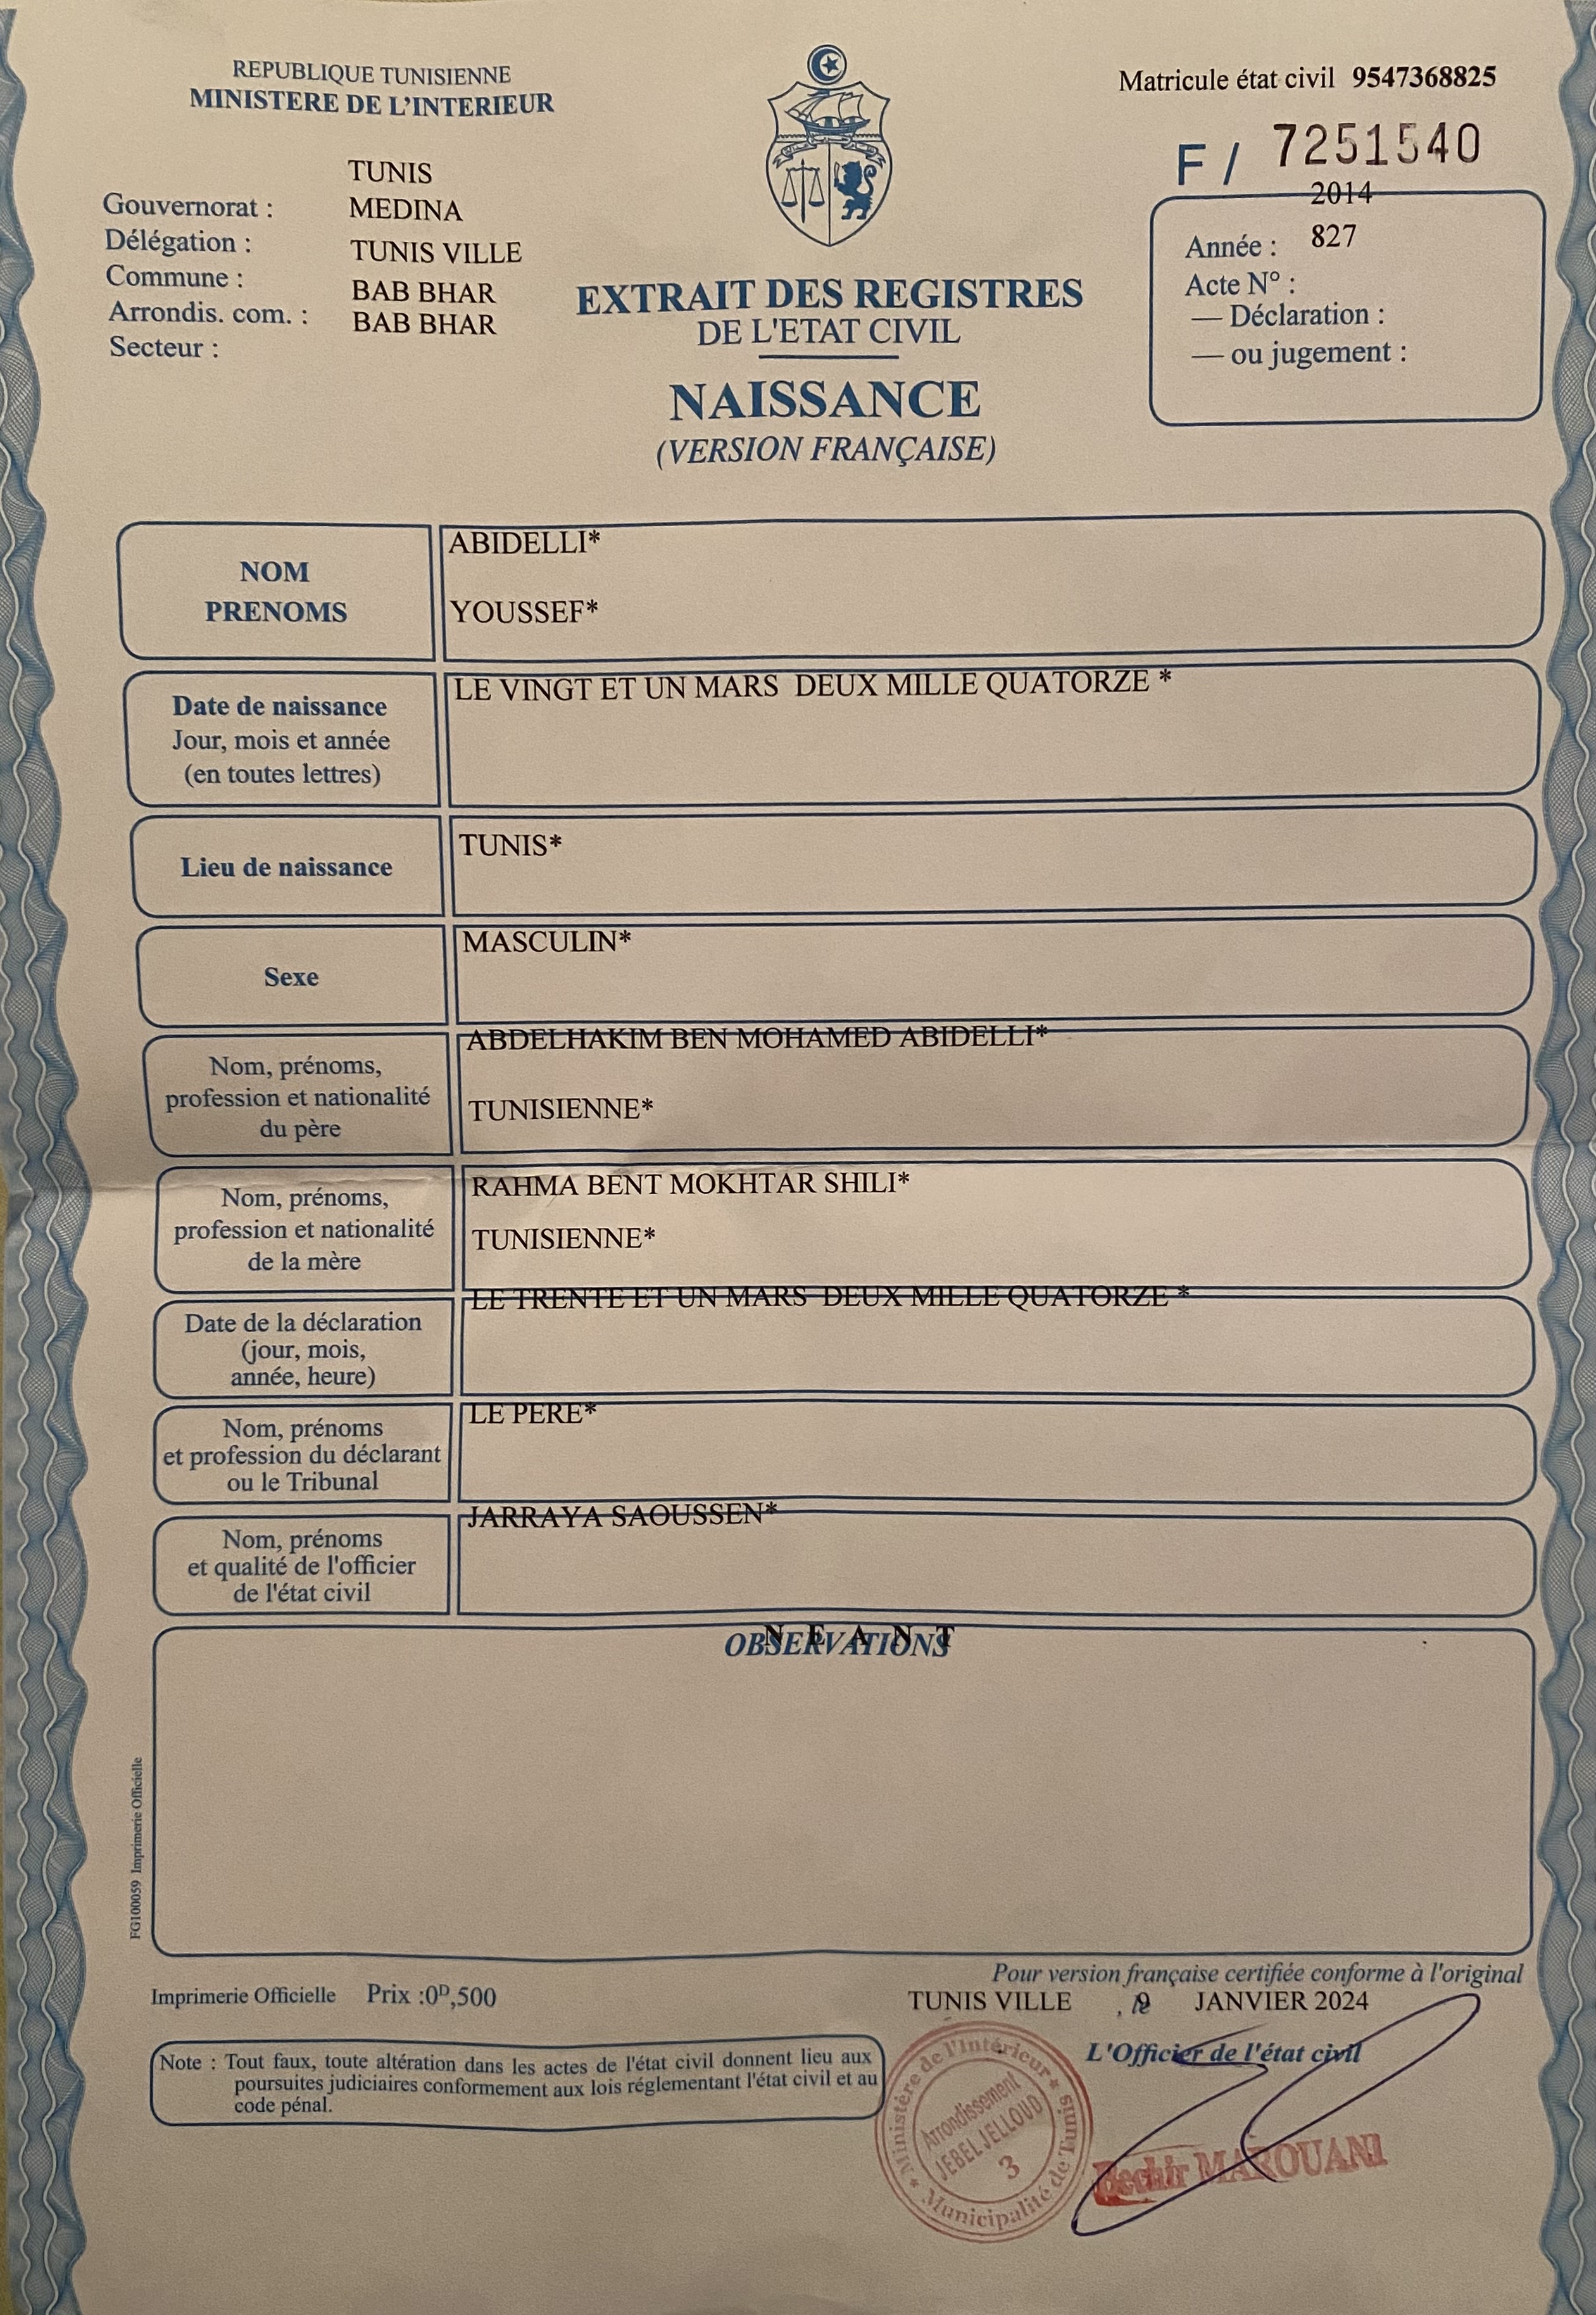 REPUBLIQUE TUNISIENNE
MINISTERE DE L'INTERIEUR
Matricule état civil 9547368825
F / 7251540
TUNIS
Gouvernorat : MEDINA
Délégation : TUNIS VILLE
Commune : BAB BHAR
Arrondis. com. : BAB BHAR
Secteur :
2014
Année : 827
Acte N° :
— Déclaration :
— ou jugement :
EXTRAIT DES REGISTRES
DE L'ETAT CIVIL
NAISSANCE
(VERSION FRANÇAISE)
NOM
PRENOMS
ABIDELLI*
YOUSSEF*
Date de naissance
Jour, mois et année
(en toutes lettres)
LE VINGT ET UN MARS DEUX MILLE QUATORZE *
Lieu de naissance
TUNIS*
Sexe
MASCULIN*
Nom, prénoms,
profession et nationalité
du père
ABDELHAKIM BEN MOHAMED ABIDELLI*
TUNISIENNE*
Nom, prénoms,
profession et nationalité
de la mère
RAHMA BENT MOKHTAR SHILI*
TUNISIENNE*
Date de la déclaration
(jour, mois,
année, heure)
LE TRENTE ET UN MARS DEUX MILLE QUATORZE *
Nom, prénoms
et profession du déclarant
ou le Tribunal
LE PERE*
Nom, prénoms
et qualité de l'officier
de l'état civil
JARRAYA SAOUSSEN*
OBSERVATIONS
N E A N T
FG100059 Imprimerie Officielle
Imprimerie Officielle Prix :0D,500
Pour version française certifiée conforme à l'original
TUNIS VILLE , JANVIER 2024
L'Officier de l'état civil
Note : Tout faux, toute altération dans les actes de l'état civil donnent lieu aux
poursuites judiciaires conformement aux lois réglementant l'état civil et au
code pénal.
Ministère de l'Intérieur
Arrondissement
JEBEL JELLOUD
3
Municipalité de Tunis
Bechir MAROUANI